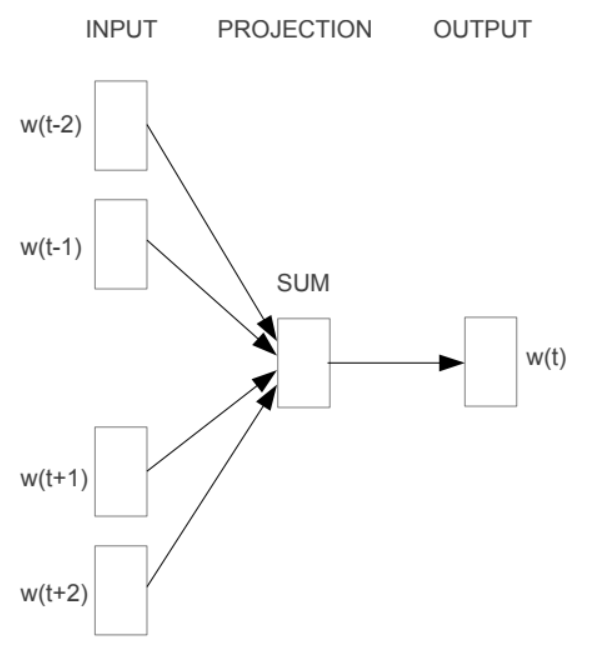 INPUT PROJECTION OUTPUT
w(t-2)
w(t-1)
SUM
w(t)
w(t+1)
w(t+2)